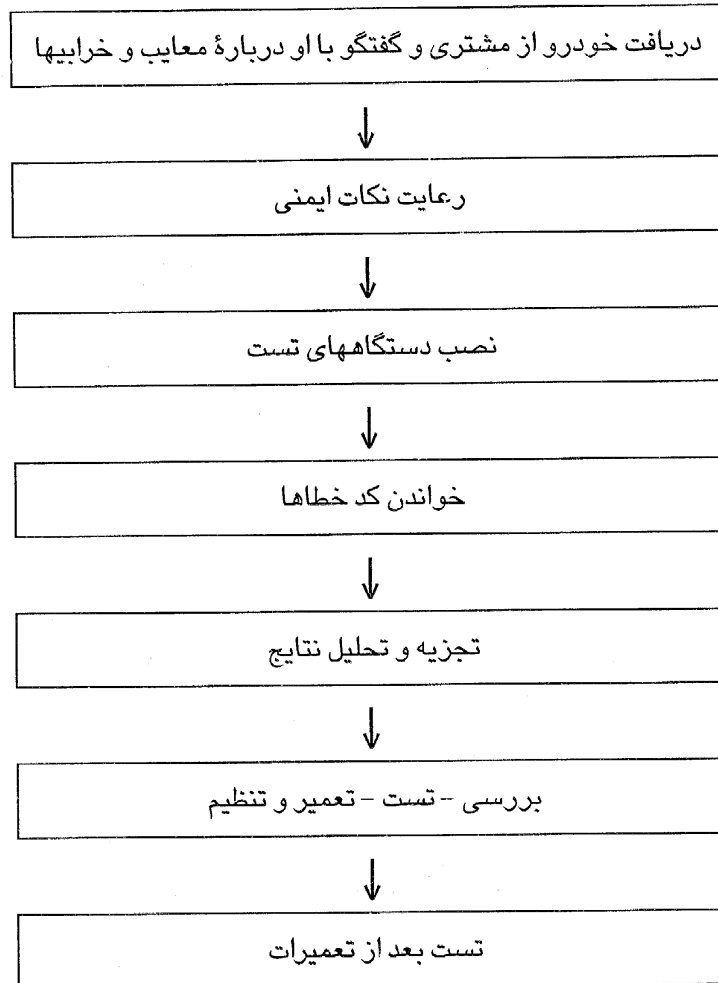 دریافت خودرو از مشتری و گفتگو با او دربارهٔ معایب و خرابیها
رعایت نکات ایمنی
نصب دستگاههای تست
خواندن کد خطاها
تجزیه و تحلیل نتایج
بررسی – تست – تعمیر و تنظیم
تست بعد از تعمیرات